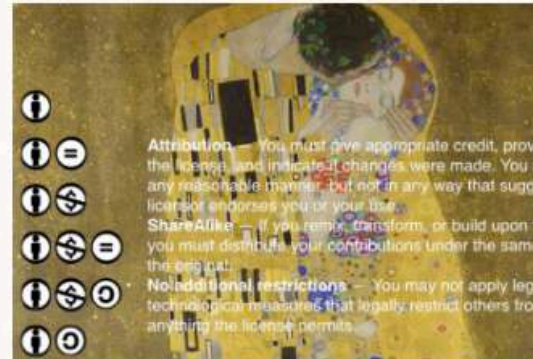 Attribution – You must give appropriate credit, prov
the license, and indicate if changes were made. You
any reasonable manner, but not in any way that sugg
licensor endorses you or your use.
ShareAlike – If you remix, transform, or build upon
you must distribute your contributions under the same
the original.
No additional restrictions – You may not apply leg
technological measures that legally restrict others fro
anything the license permits.